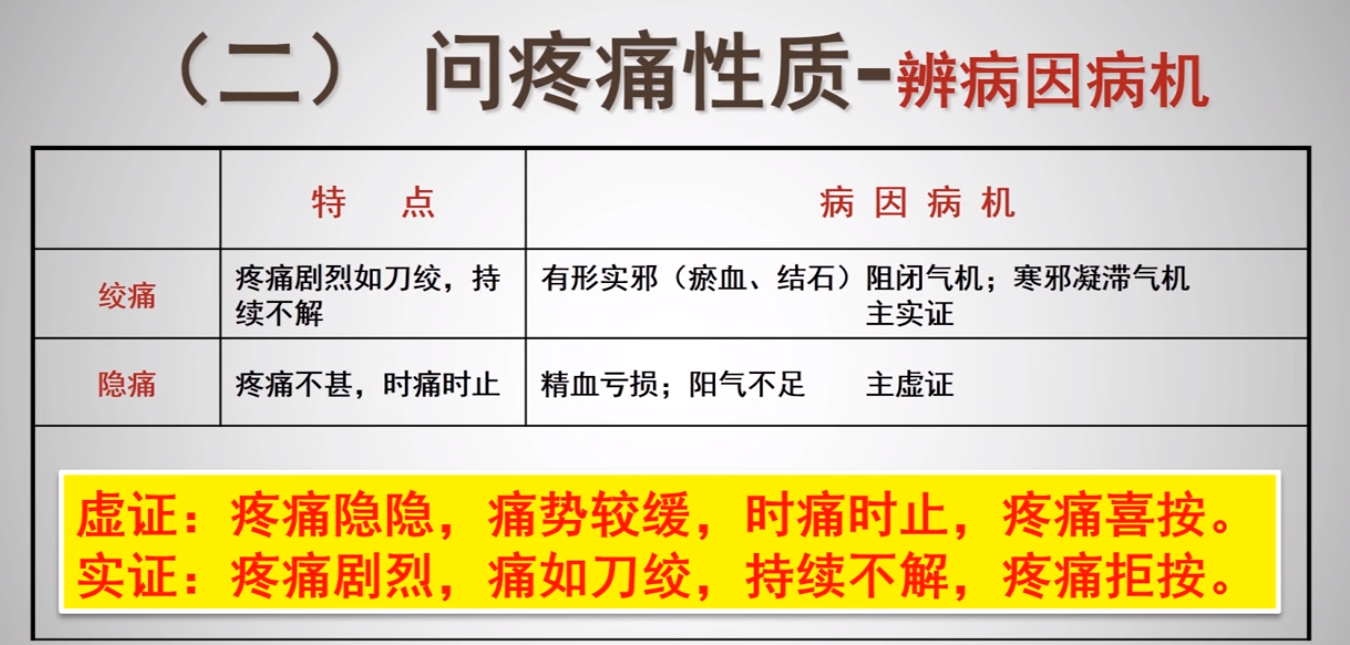 （二） 问疼痛性质-辨病因病机
特 点 病 因 病 机
绞痛 疼痛剧烈如刀绞，持 有形实邪（瘀血、结石）阻闭气机；寒邪凝滞气机
续不解 主实证
隐痛 疼痛不甚，时痛时止 精血亏损；阳气不足 主虚证
虚证：疼痛隐隐，痛势较缓，时痛时止，疼痛喜按。
实证：疼痛剧烈，痛如刀绞，持续不解，疼痛拒按。